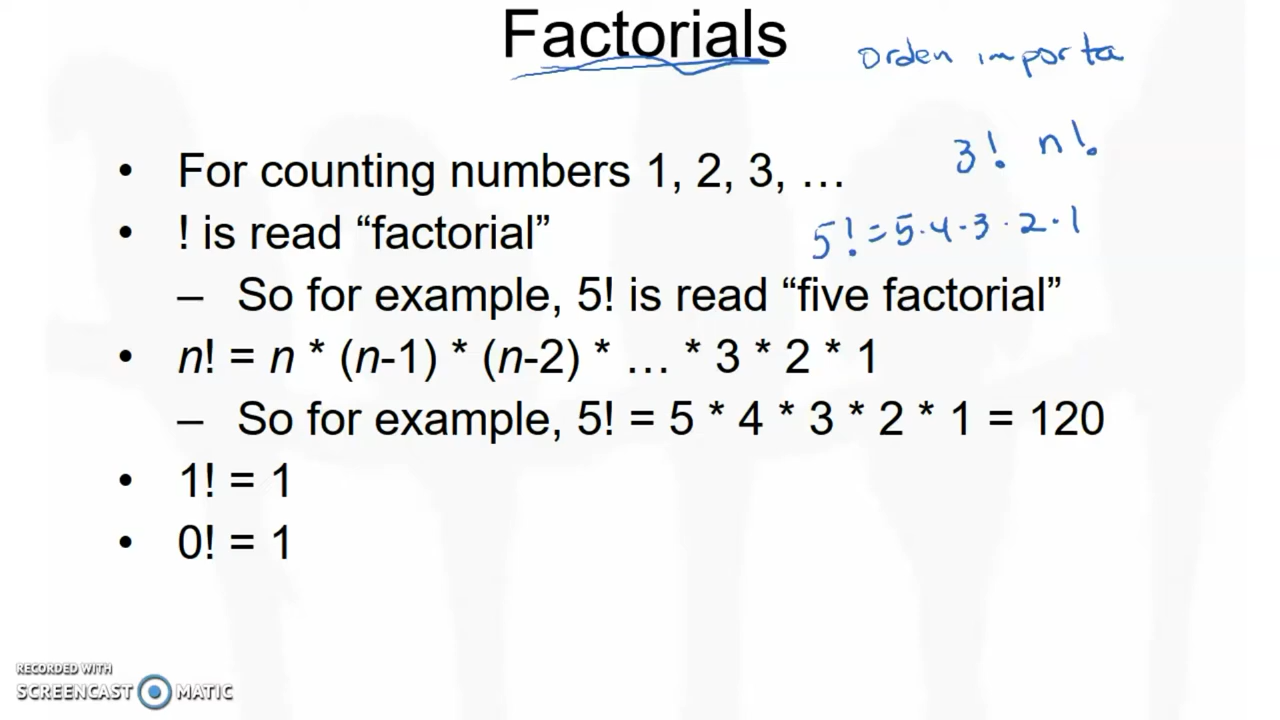 Factorials
orden importa
• For counting numbers 1, 2, 3, …
3! n!
• ! is read “factorial”
5! = 5 · 4 · 3 · 2 · 1
– So for example, 5! is read “five factorial”
• n! = n * (n-1) * (n-2) * … * 3 * 2 * 1
– So for example, 5! = 5 * 4 * 3 * 2 * 1 = 120
• 1! = 1
• 0! = 1
RECORDED WITH
SCREENCAST MATIC